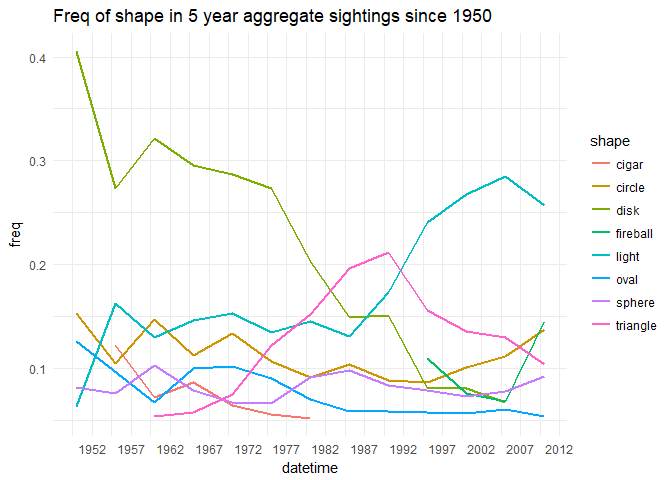 Freq of shape in 5 year aggregate sightings since 1950
0.4
0.3
0.2
0.1
freq
1952 1957 1962 1967 1972 1977 1982 1987 1992 1997 2002 2007 2012
datetime
shape
cigar
circle
disk
fireball
light
oval
sphere
triangle